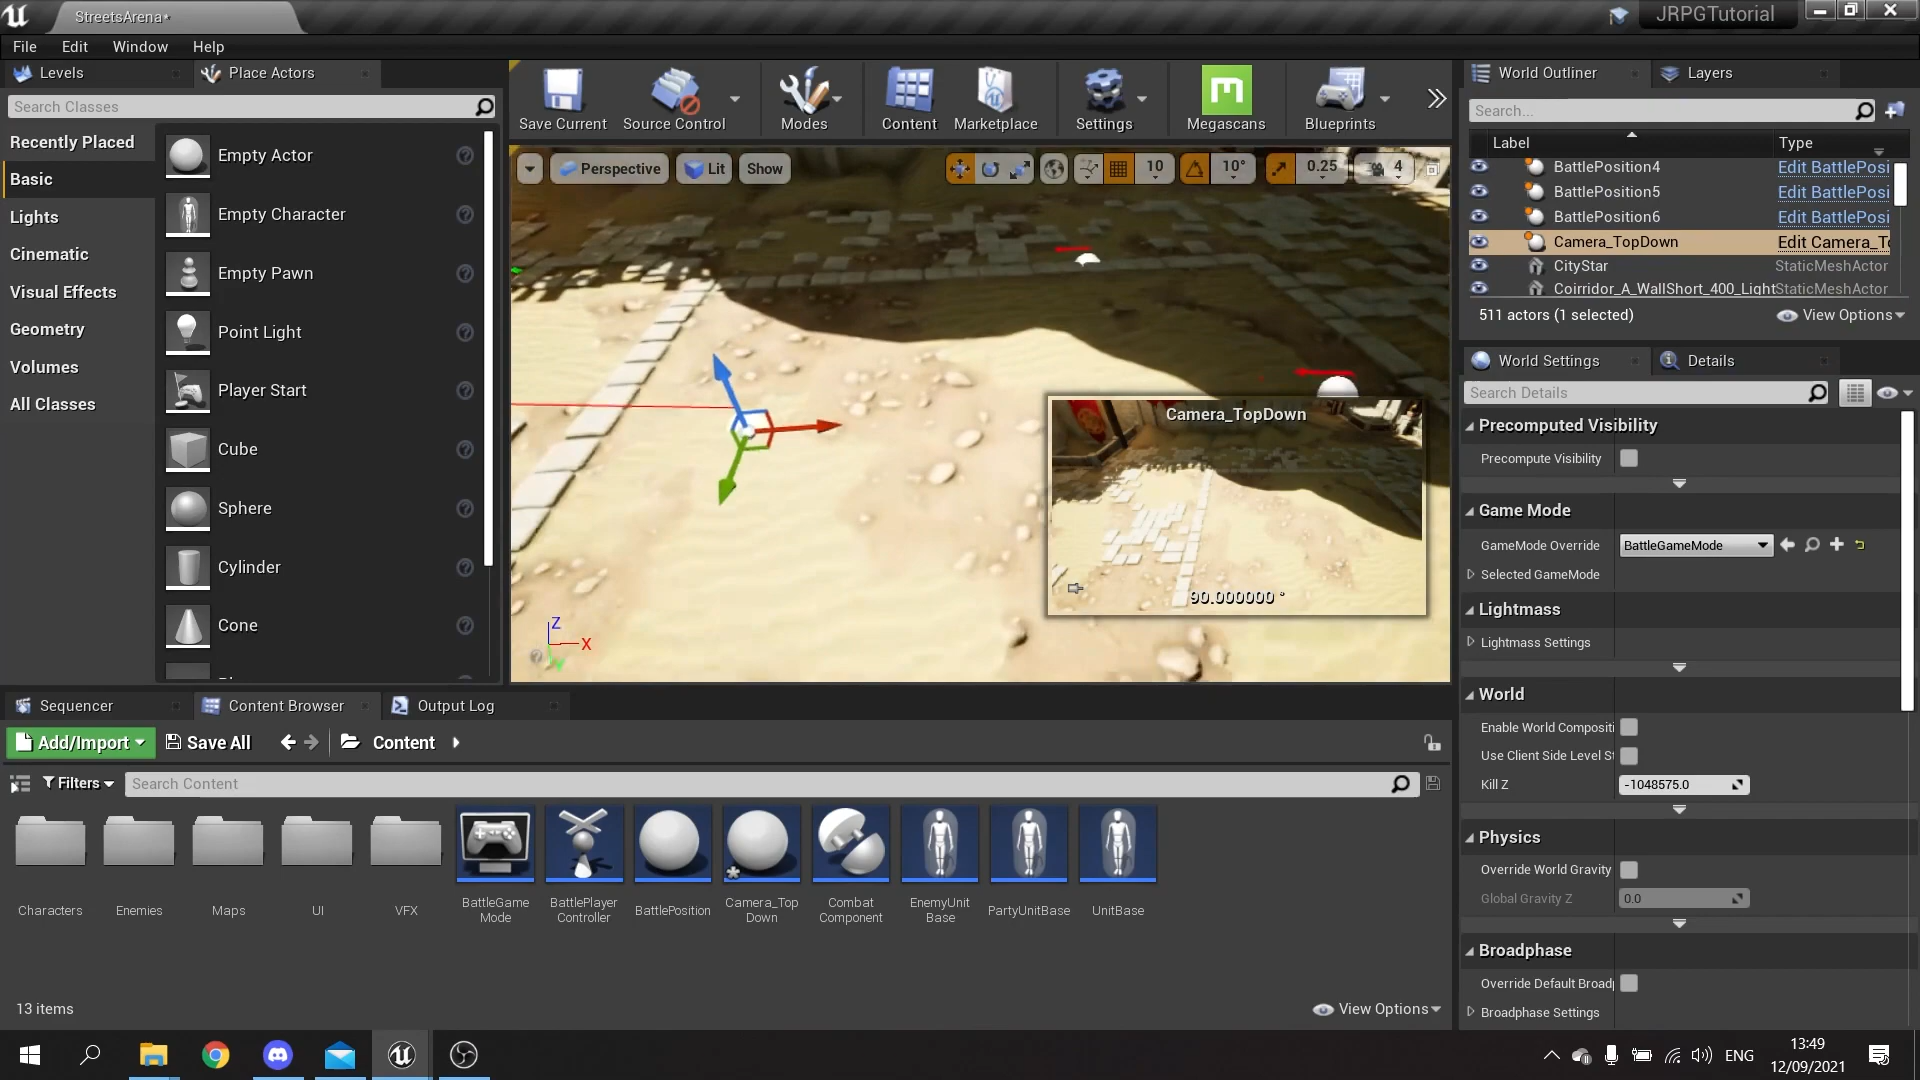 StreetsArena*
JRPGTutorial
File Edit Window Help
Levels
Place Actors
Search Classes
Recently Placed
Basic
Lights
Cinematic
Visual Effects
Geometry
Volumes
All Classes
Empty Actor
Empty Character
Empty Pawn
Point Light
Player Start
Cube
Sphere
Cylinder
Cone
Save Current
Source Control
Modes
Content
Marketplace
Settings
Megascans
Blueprints
Perspective
Lit
Show
10
10°
0.25
4
Camera_TopDown
90.000000 °
Z
X
Y
World Outliner
Layers
Search...
Label Type
BattlePosition4 Edit BattlePosi
BattlePosition5 Edit BattlePosi
BattlePosition6 Edit BattlePosi
Camera_TopDown Edit Camera_To
CityStar StaticMeshActor
Coirridor_A_WallShort_400_Light StaticMeshActor
511 actors (1 selected)
View Options
World Settings
Details
Search Details
Precomputed Visibility
Precompute Visibility
Game Mode
GameMode Override BattleGameMode
Selected GameMode
Lightmass
Lightmass Settings
World
Enable World Compositi
Use Client Side Level St
Kill Z -1048575.0
Physics
Override World Gravity
Global Gravity Z 0.0
Broadphase
Override Default Broadp
Broadphase Settings
Sequencer
Content Browser
Output Log
Add/Import
Save All
Content
Filters
Search Content
Characters
Enemies
Maps
UI
VFX
BattleGame
Mode
BattlePlayer
Controller
BattlePosition
Camera_Top
Down
Combat
Component
EnemyUnit
Base
PartyUnitBase
UnitBase
13 items
View Options
ENG
13:49
12/09/2021